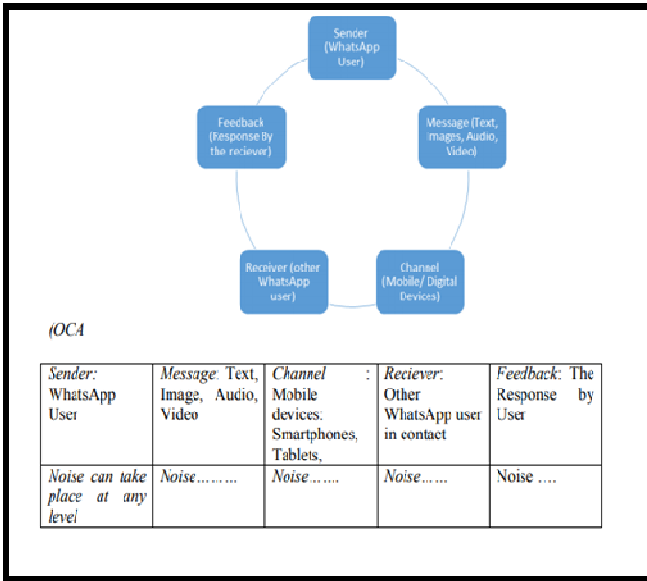 Sender
(WhatsApp
User)
Feedback
(Response By
the reciever)
Message (Text,
Images, Audio,
Video)
Receiver (other
WhatsApp
user)
Channel
(Mobile/ Digital
Devices)
(OCA
Sender:
WhatsApp
User
Message: Text,
Image, Audio,
Video
Channel :
Mobile
devices:
Smartphones,
Tablets,
Reciever:
Other
WhatsApp user
in contact
Feedback: The
Response by
User
Noise can take
place at any
level
Noise………
Noise…….
Noise……
Noise ….